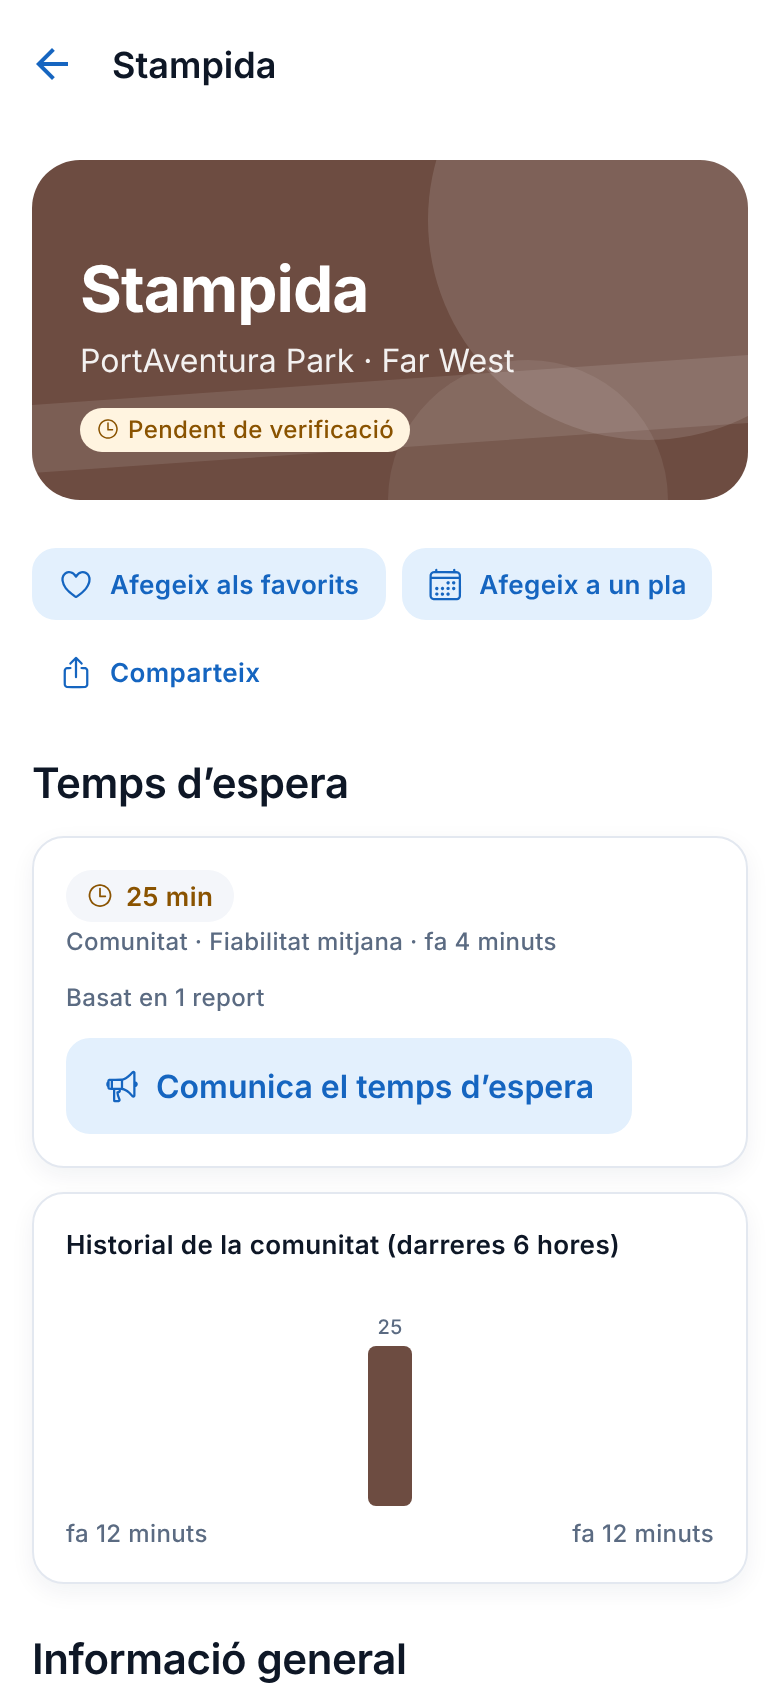 Stampida
Stampida
PortAventura Park · Far West
Pendent de verificació
Afegeix als favorits
Afegeix a un pla
Comparteix
Temps d’espera
25 min
Comunitat · Fiabilitat mitjana · fa 4 minuts
Basat en 1 report
Comunica el temps d’espera
Historial de la comunitat (darreres 6 hores)
25
fa 12 minuts
fa 12 minuts
Informació general